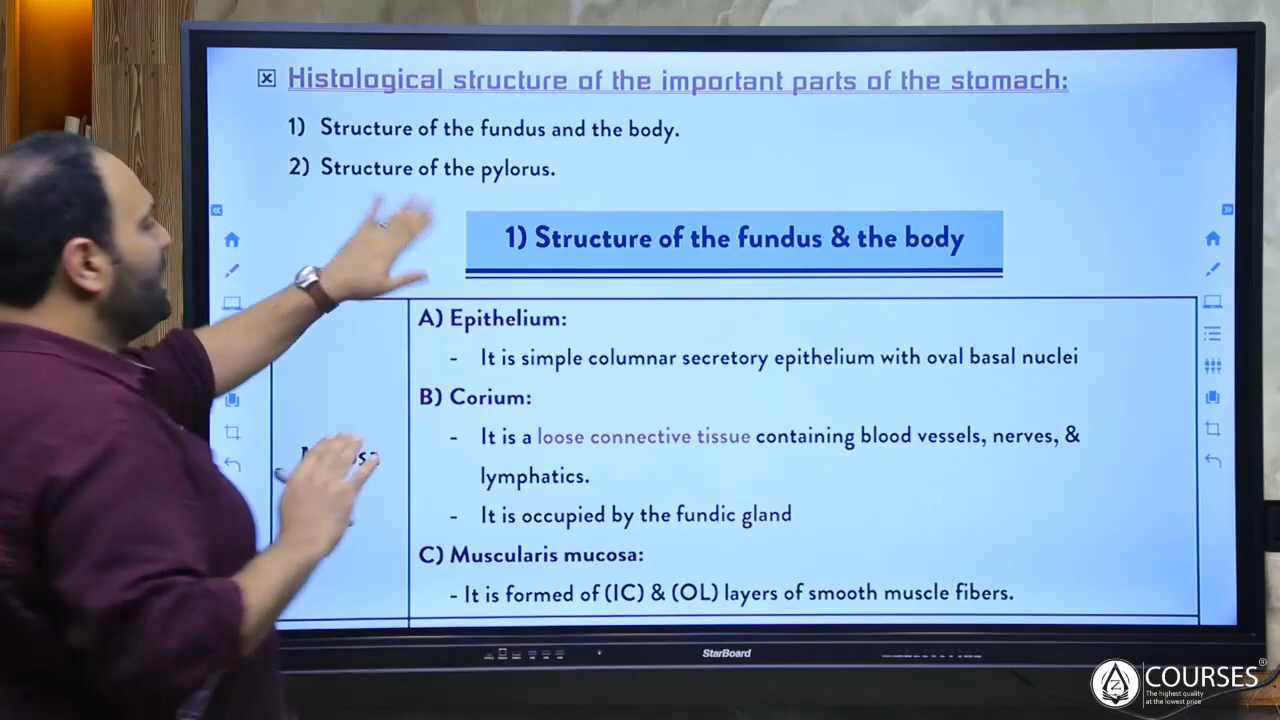 Histological structure of the important parts of the stomach:
1) Structure of the fundus and the body.
2) Structure of the pylorus.
1) Structure of the fundus & the body
A) Epithelium:
- It is simple columnar secretory epithelium with oval basal nuclei
B) Corium:
- It is a loose connective tissue containing blood vessels, nerves, &
lymphatics.
- It is occupied by the fundic gland
C) Muscularis mucosa:
- It is formed of (IC) & (OL) layers of smooth muscle fibers.
StarBoard
COURSES®
The highest quality
at the lowest price